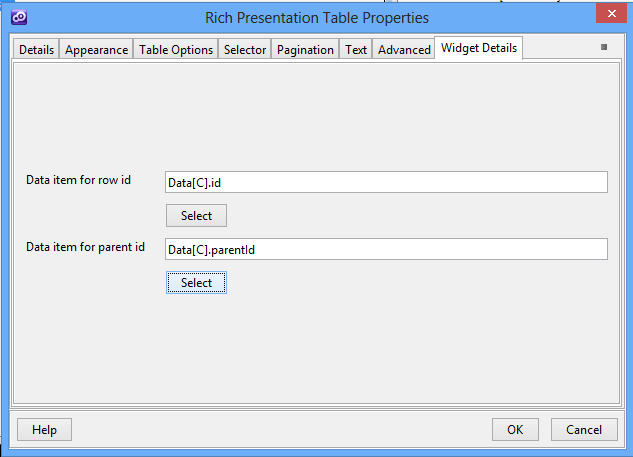 Rich Presentation Table Properties
Details Appearance Table Options Selector Pagination Text Advanced Widget Details
Data item for row id Data[C].id
Select
Data item for parent id Data[C].parentId
Select
Help OK Cancel